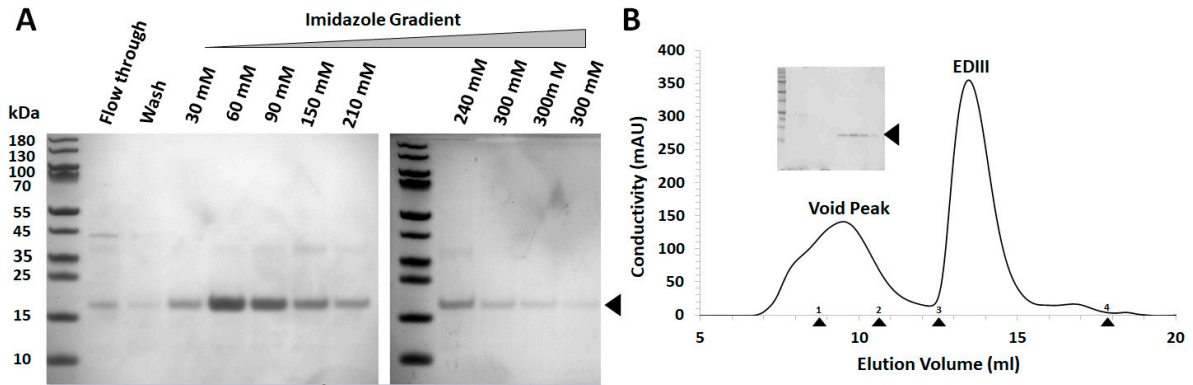 A
Imidazole Gradient
kDa
Flow through
Wash
30 mM
60 mM
90 mM
150 mM
210 mM
240 mM
300 mM
300m M
300 mM
180
130
100
70
55
45
35
25
15
10
B
400
350
300
250
200
150
100
50
0
Conductivity (mAU)
EDIII
Void Peak
1
2
3
4
5
10
15
20
Elution Volume (ml)